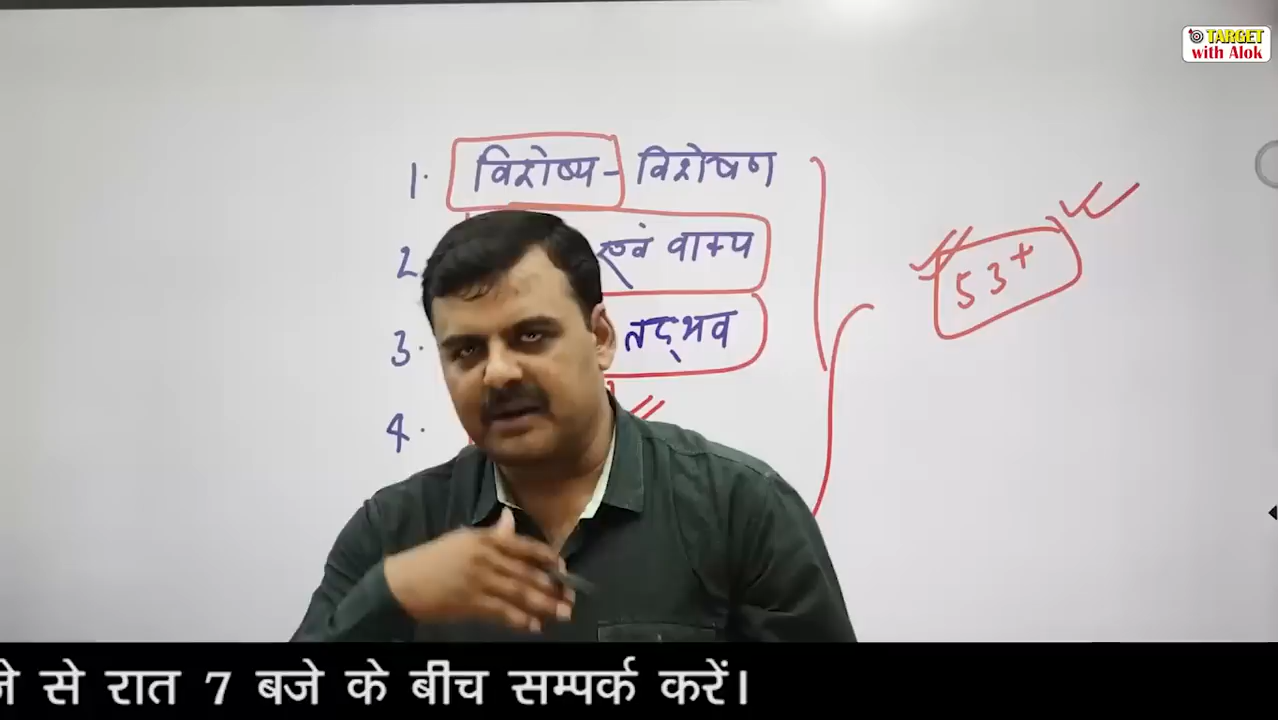 TARGET
with Alok
1. विशेष्य - विशेषण
2. एवं वाक्य
3. तद्भव
4.
53+
से रात 7 बजे के बीच सम्पर्क करें।